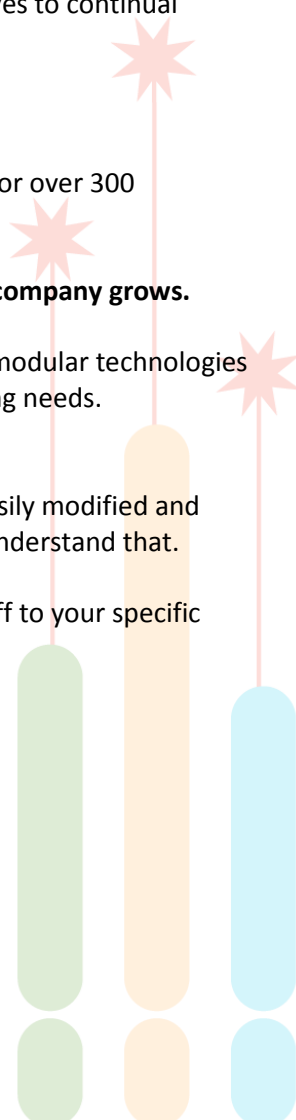 es to continual
or over 300
company grows.
modular technologies
ng needs.
sily modified and
nderstand that.
ff to your specific